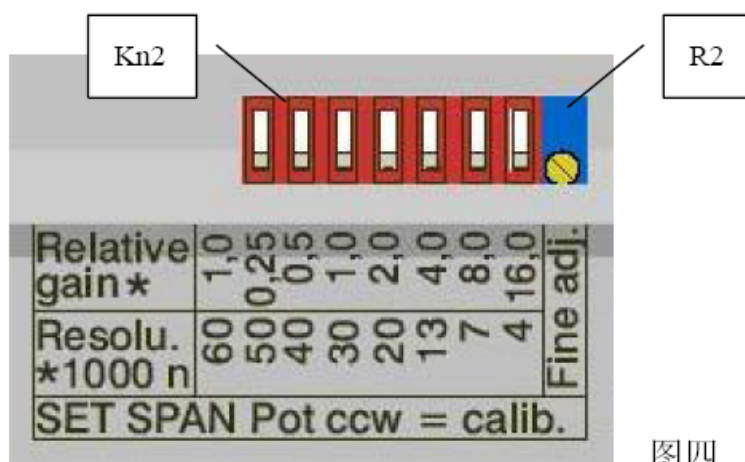 Kn2 R2
Relative gain* 1,0 0,25 0,5 1,0 2,0 4,0 8,0 16,0 Fine adj.
Resolu. *1000 n 60 50 40 30 20 13 7 4
SET SPAN Pot ccw = calib.
图四